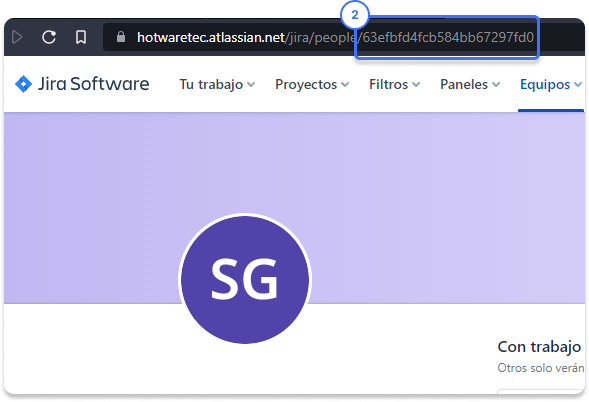 2
hotwaretec.atlassian.net/jira/people/63efbfd4fcb584bb67297fd0
Jira Software Tu trabajo Proyectos Filtros Paneles Equipos
SG
Con trabajo
Otros solo verán